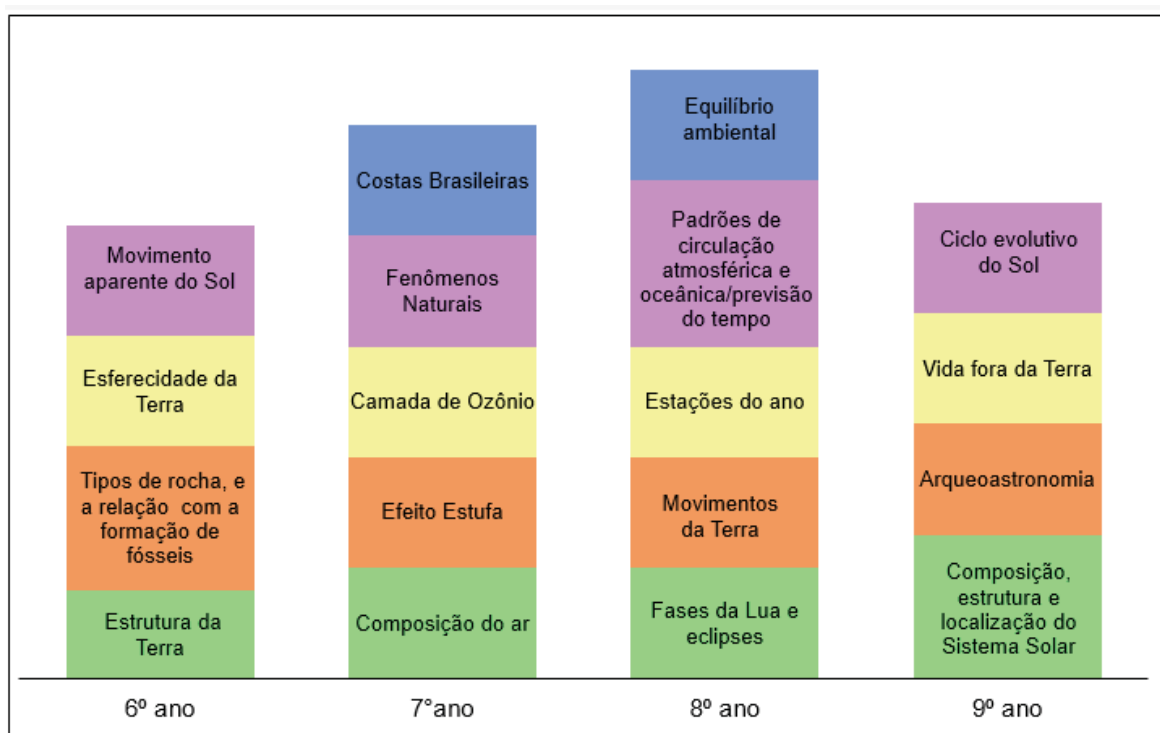 Movimento
aparente do Sol
Esferecidade da
Terra
Tipos de rocha, e
a relação com a
formação de
fósseis
Estrutura da
Terra
6º ano
Costas Brasileiras
Fenômenos
Naturais
Camada de Ozônio
Efeito Estufa
Composição do ar
7°ano
Equilíbrio
ambiental
Padrões de
circulação
atmosférica e
oceânica/previsão
do tempo
Estações do ano
Movimentos
da Terra
Fases da Lua e
eclipses
8º ano
Ciclo evolutivo
do Sol
Vida fora da Terra
Arqueoastronomia
Composição,
estrutura e
localização do
Sistema Solar
9º ano